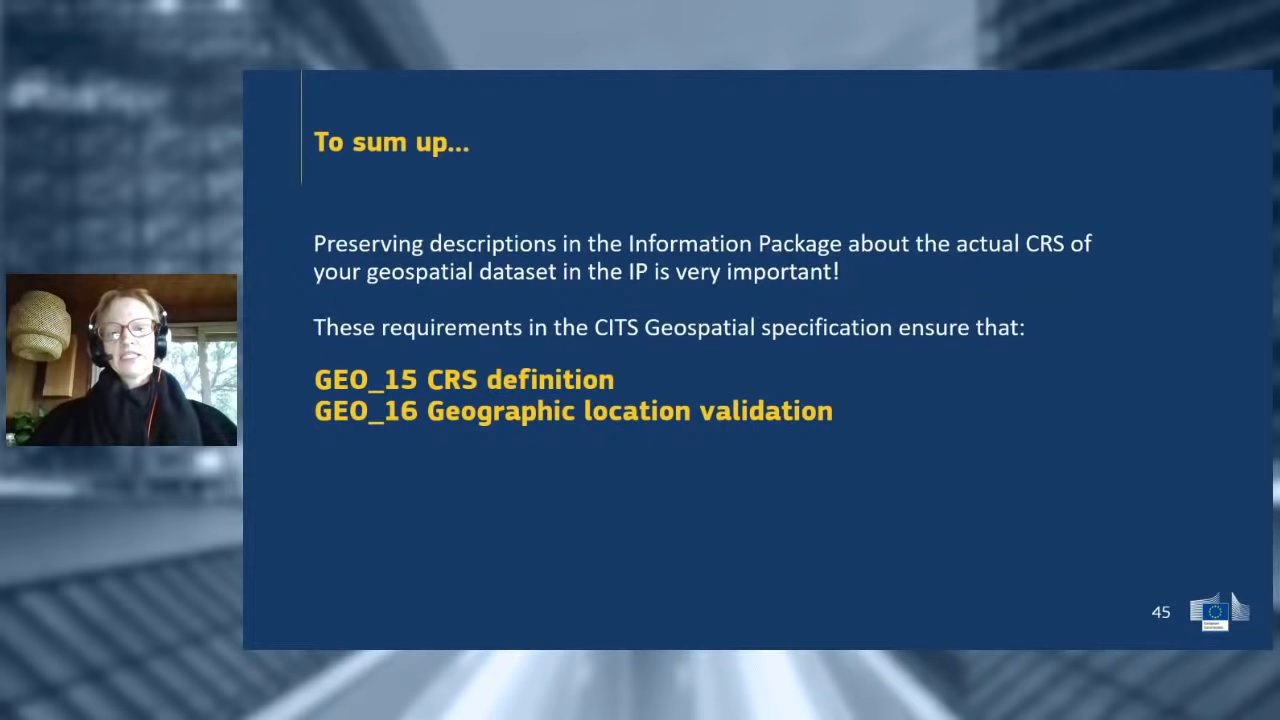 To sum up...
Preserving descriptions in the Information Package about the actual CRS of
your geospatial dataset in the IP is very important!
These requirements in the CITS Geospatial specification ensure that:
GEO_15 CRS definition
GEO_16 Geographic location validation
45
European
Commission